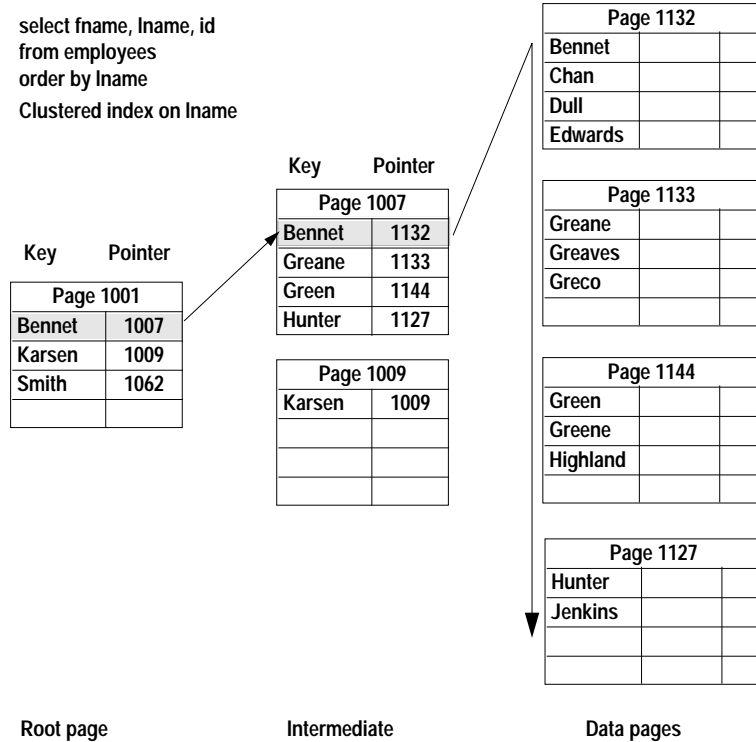 select fname, lname, id
from employees
order by lname
Clustered index on lname
Key Pointer
Page 1001
Bennet 1007
Karsen 1009
Smith 1062
Key Pointer
Page 1007
Bennet 1132
Greane 1133
Green 1144
Hunter 1127
Page 1009
Karsen 1009
Page 1132
Bennet
Chan
Dull
Edwards
Page 1133
Greane
Greaves
Greco
Page 1144
Green
Greene
Highland
Page 1127
Hunter
Jenkins
Root page Intermediate Data pages